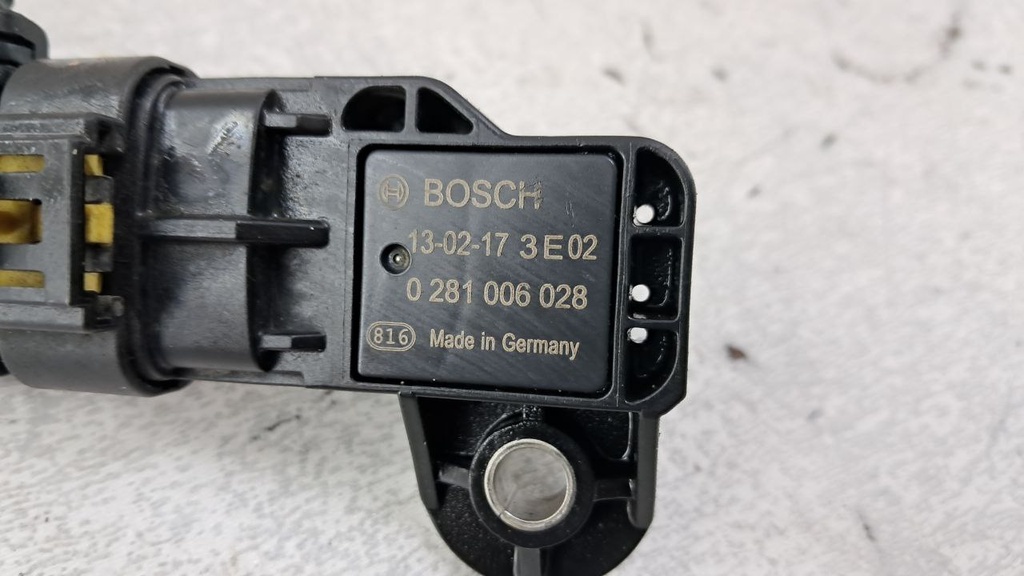 BOSCH
13-02-17 3E02
0 281 006 028
816 Made in Germany